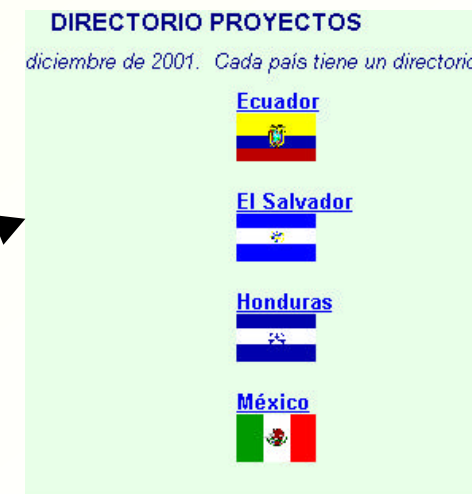 DIRECTORIO PROYECTOS
diciembre de 2001. Cada país tiene un directorio
Ecuador
El Salvador
Honduras
México